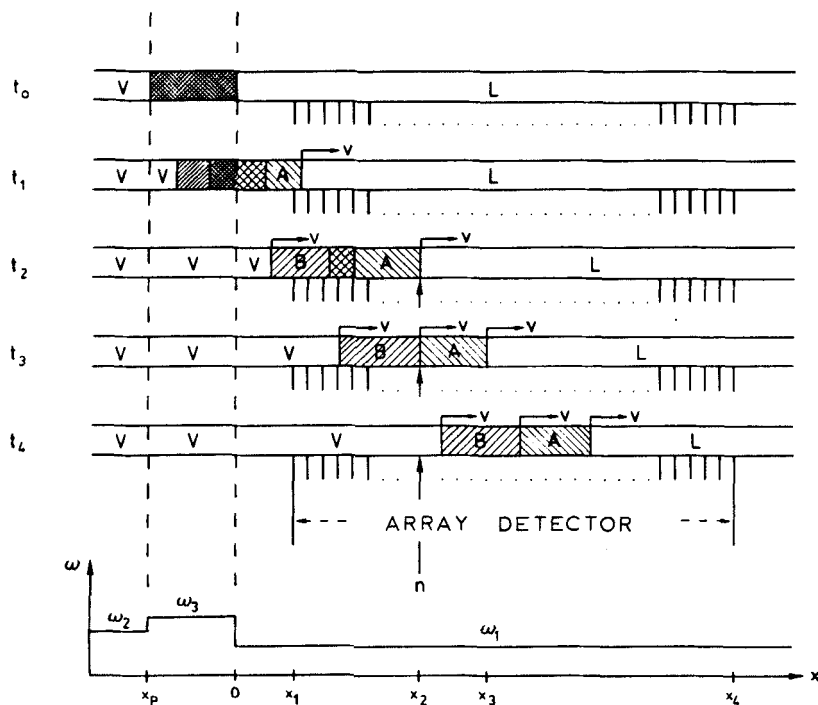 t₀ V L
v
t₁ V V A L
v v
t₂ V V V B A L
v v v
t₃ V V V B A L
v v v
t₄ V V V B A L
ARRAY DETECTOR
n
ω
ω₂ ω₃ ω₁
x_P 0 x₁ x₂ x₃ x₄ x